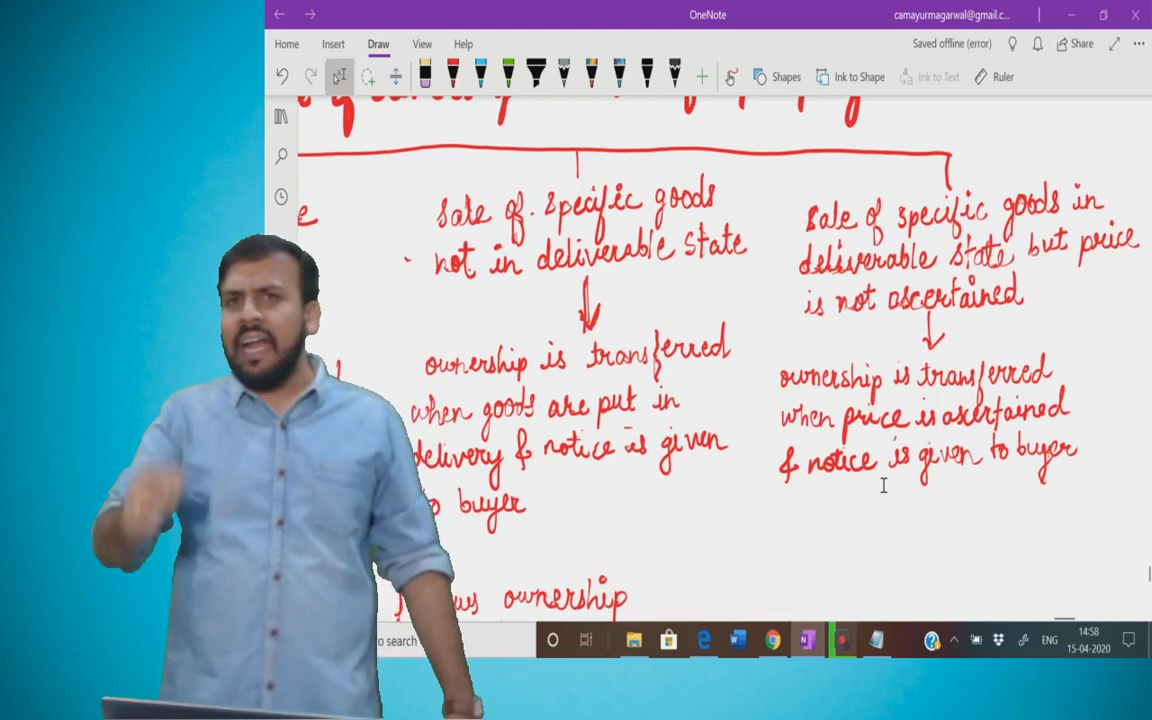 OneNote
camayurmagarwal@gmail.c...
Home Insert Draw View Help
Saved offline (error)
Share
Shapes
Ink to Shape
Ink to Text
Ruler
sale of specific goods
not in deliverable state
ownership is transferred
when goods are put in
delivery & notice is given
to buyer
ownership
sale of specific goods in
deliverable state but price
is not ascertained
ownership is transferred
when price is ascertained
& notice is given to buyer
to search
ENG
14:58
15-04-2020